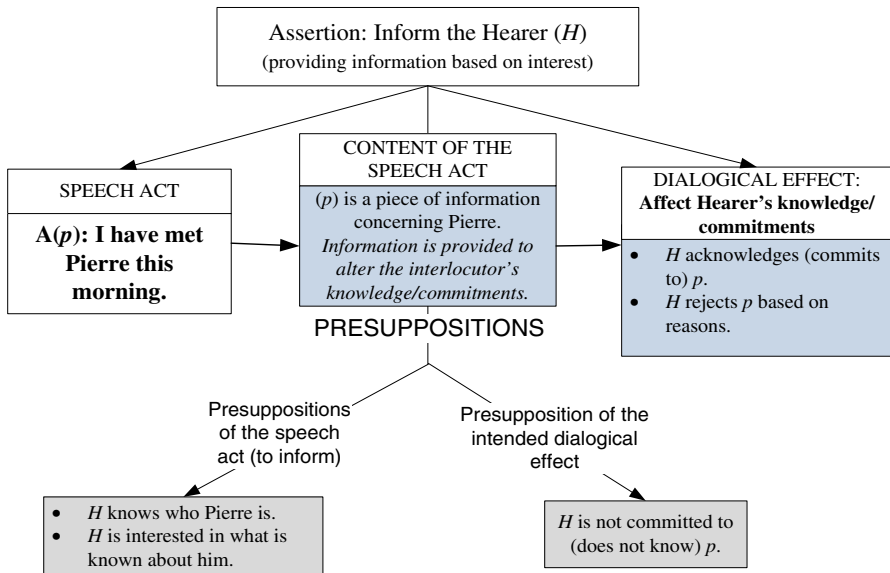 Assertion: Inform the Hearer (H)
(providing information based on interest)
SPEECH ACT
A(p): I have met
Pierre this
morning.
CONTENT OF THE
SPEECH ACT
(p) is a piece of information
concerning Pierre.
Information is provided to
alter the interlocutor's
knowledge/commitments.
DIALOGICAL EFFECT:
Affect Hearer's knowledge/
commitments
• H acknowledges (commits
to) p.
• H rejects p based on
reasons.
PRESUPPOSITIONS
Presuppositions
of the speech
act (to inform)
Presupposition of the
intended dialogical
effect
• H knows who Pierre is.
• H is interested in what is
known about him.
H is not committed to
(does not know) p.